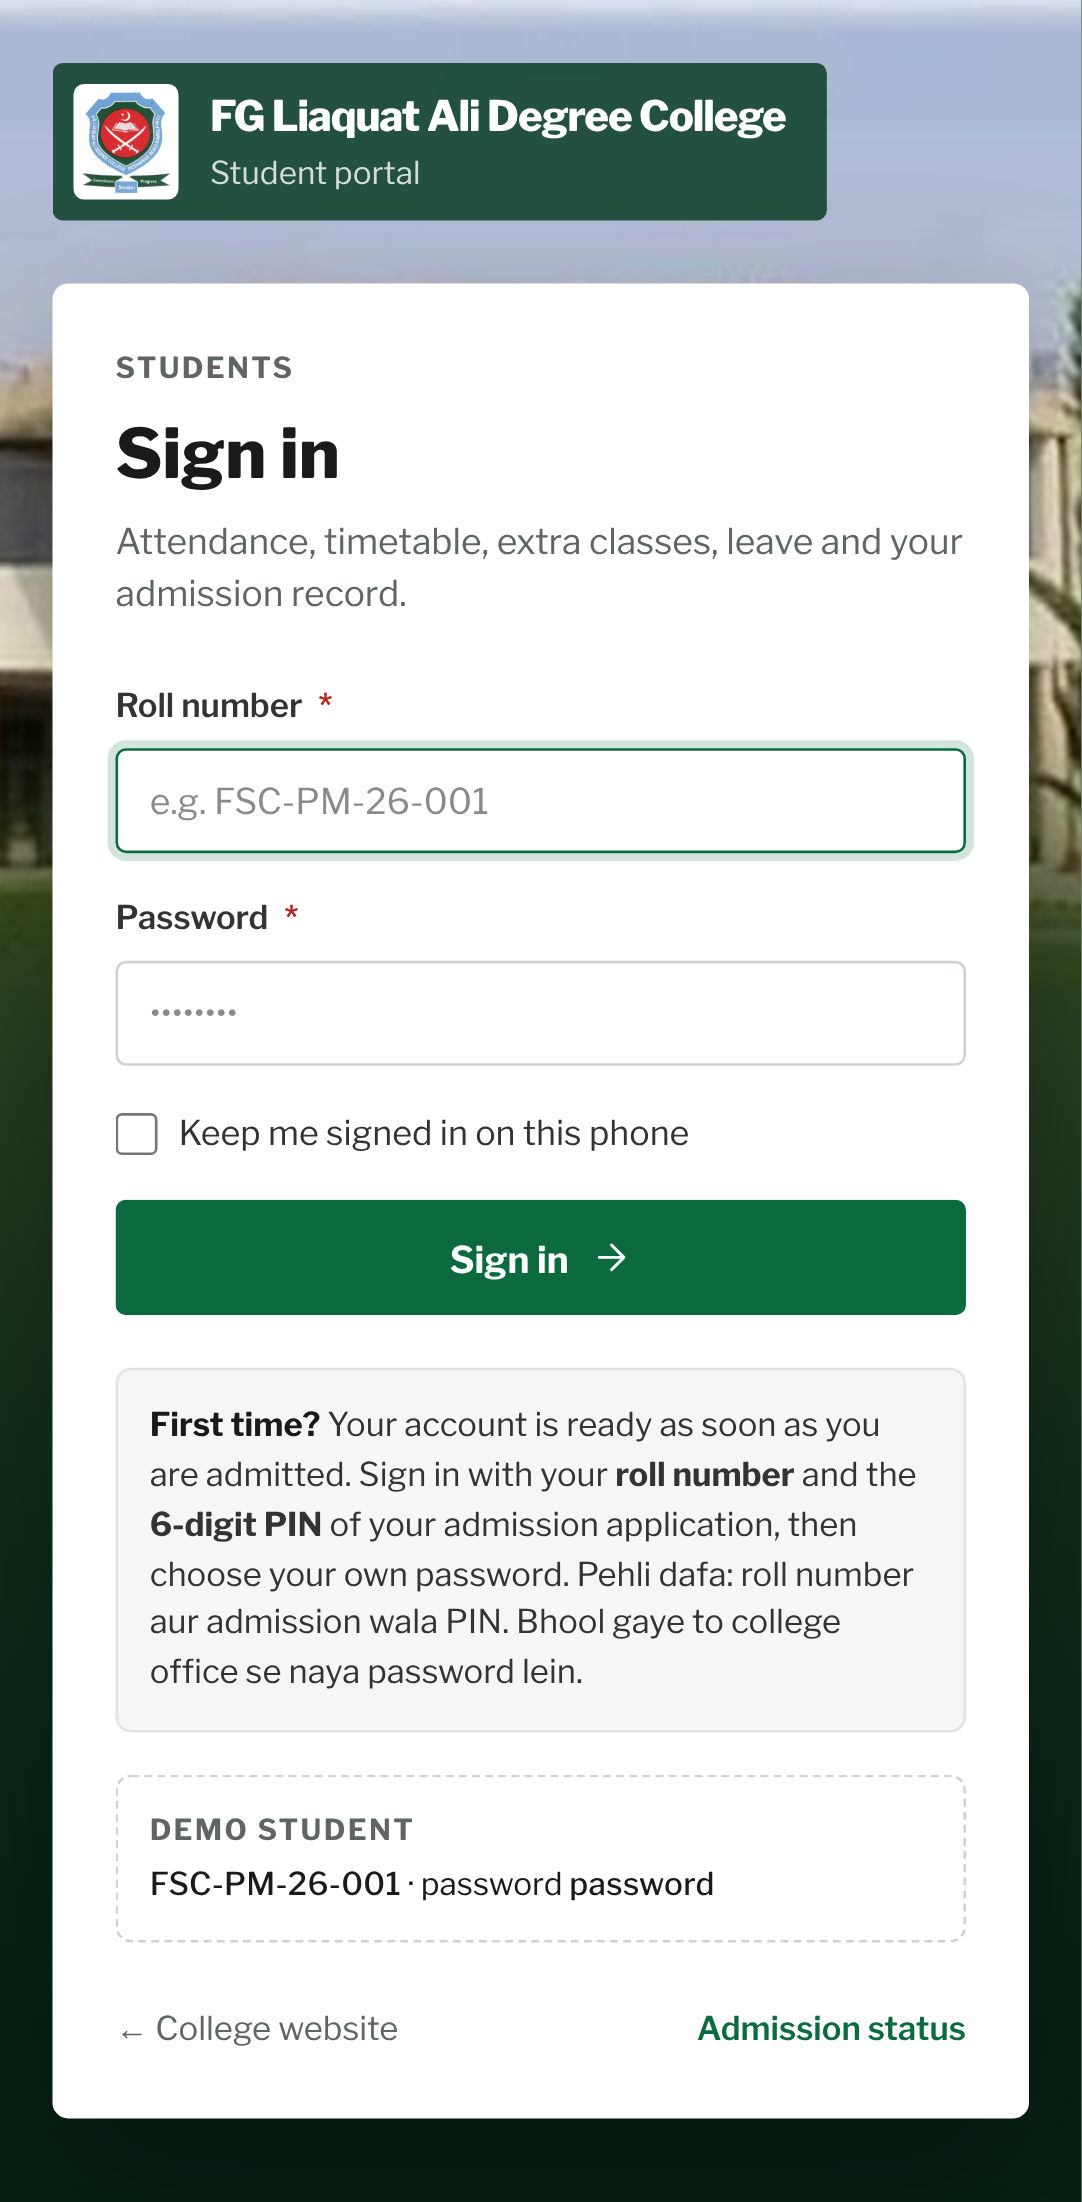 FG Liaquat Ali Degree College
Student portal
STUDENTS
Sign in
Attendance, timetable, extra classes, leave and your
admission record.
Roll number *
e.g. FSC-PM-26-001
Password *
••••••••
Keep me signed in on this phone
Sign in →
First time? Your account is ready as soon as you
are admitted. Sign in with your roll number and the
6-digit PIN of your admission application, then
choose your own password. Pehli dafa: roll number
aur admission wala PIN. Bhool gaye to college
office se naya password lein.
DEMO STUDENT
FSC-PM-26-001 · password password
← College website
Admission status